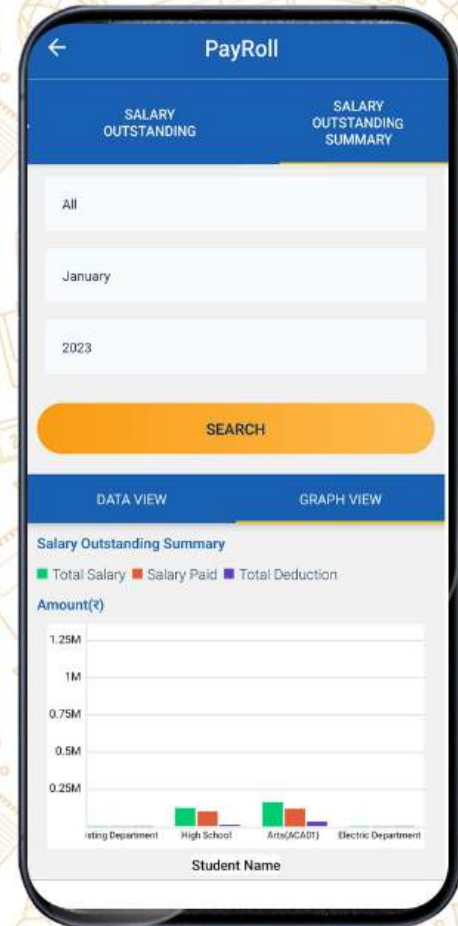 PayRoll
SALARY
OUTSTANDING
SALARY
OUTSTANDING
SUMMARY
All
January
2023
SEARCH
DATA VIEW
GRAPH VIEW
Salary Outstanding Summary
Total Salary Salary Paid Total Deduction
Amount(₹)
1.25M
1M
0.75M
0.5M
0.25M
Department High School Arts(ACA01) Electric Department
Student Name